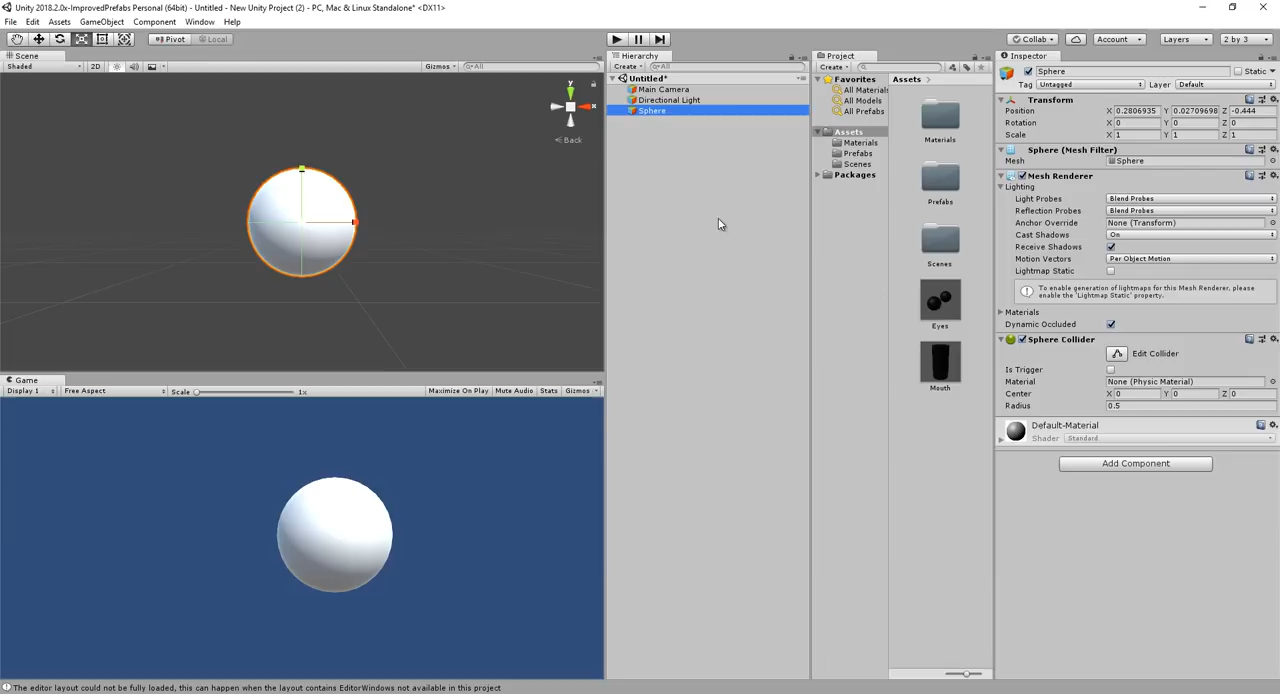 Unity 2018.2.0x-ImprovedPrefabs Personal (64bit) - Untitled - New Unity Project (2) - PC, Mac & Linux Standalone* <DX11>
File Edit Assets GameObject Component Window Help
Pivot Local Collab Account Layers 2 by 3
Scene
Shaded 2D Gizmos All
y
x
Back
Game
Display 1 Free Aspect Scale 1x Maximize On Play Mute Audio Stats Gizmos
Hierarchy
Create All
Untitled*
Main Camera
Directional Light
Sphere
Project
Create
Favorites
All Materials
All Models
All Prefabs
Assets
Materials
Prefabs
Scenes
Packages
Assets
Materials
Prefabs
Scenes
Eyes
Mouth
Inspector
Sphere Static
Tag Untagged Layer Default
Transform
Position X 0.2806935 Y 0.02709698 Z -0.444
Rotation X 0 Y 0 Z 0
Scale X 1 Y 1 Z 1
Sphere (Mesh Filter)
Mesh Sphere
Mesh Renderer
Lighting
Light Probes Blend Probes
Reflection Probes Blend Probes
Anchor Override None (Transform)
Cast Shadows On
Receive Shadows
Motion Vectors Per Object Motion
Lightmap Static
To enable generation of lightmaps for this Mesh Renderer, please
enable the 'Lightmap Static' property.
Materials
Dynamic Occluded
Sphere Collider
Edit Collider
Is Trigger
Material None (Physic Material)
Center X 0 Y 0 Z 0
Radius 0.5
Default-Material
Shader Standard
Add Component
The editor layout could not be fully loaded, this can happen when the layout contains EditorWindows not available in this project